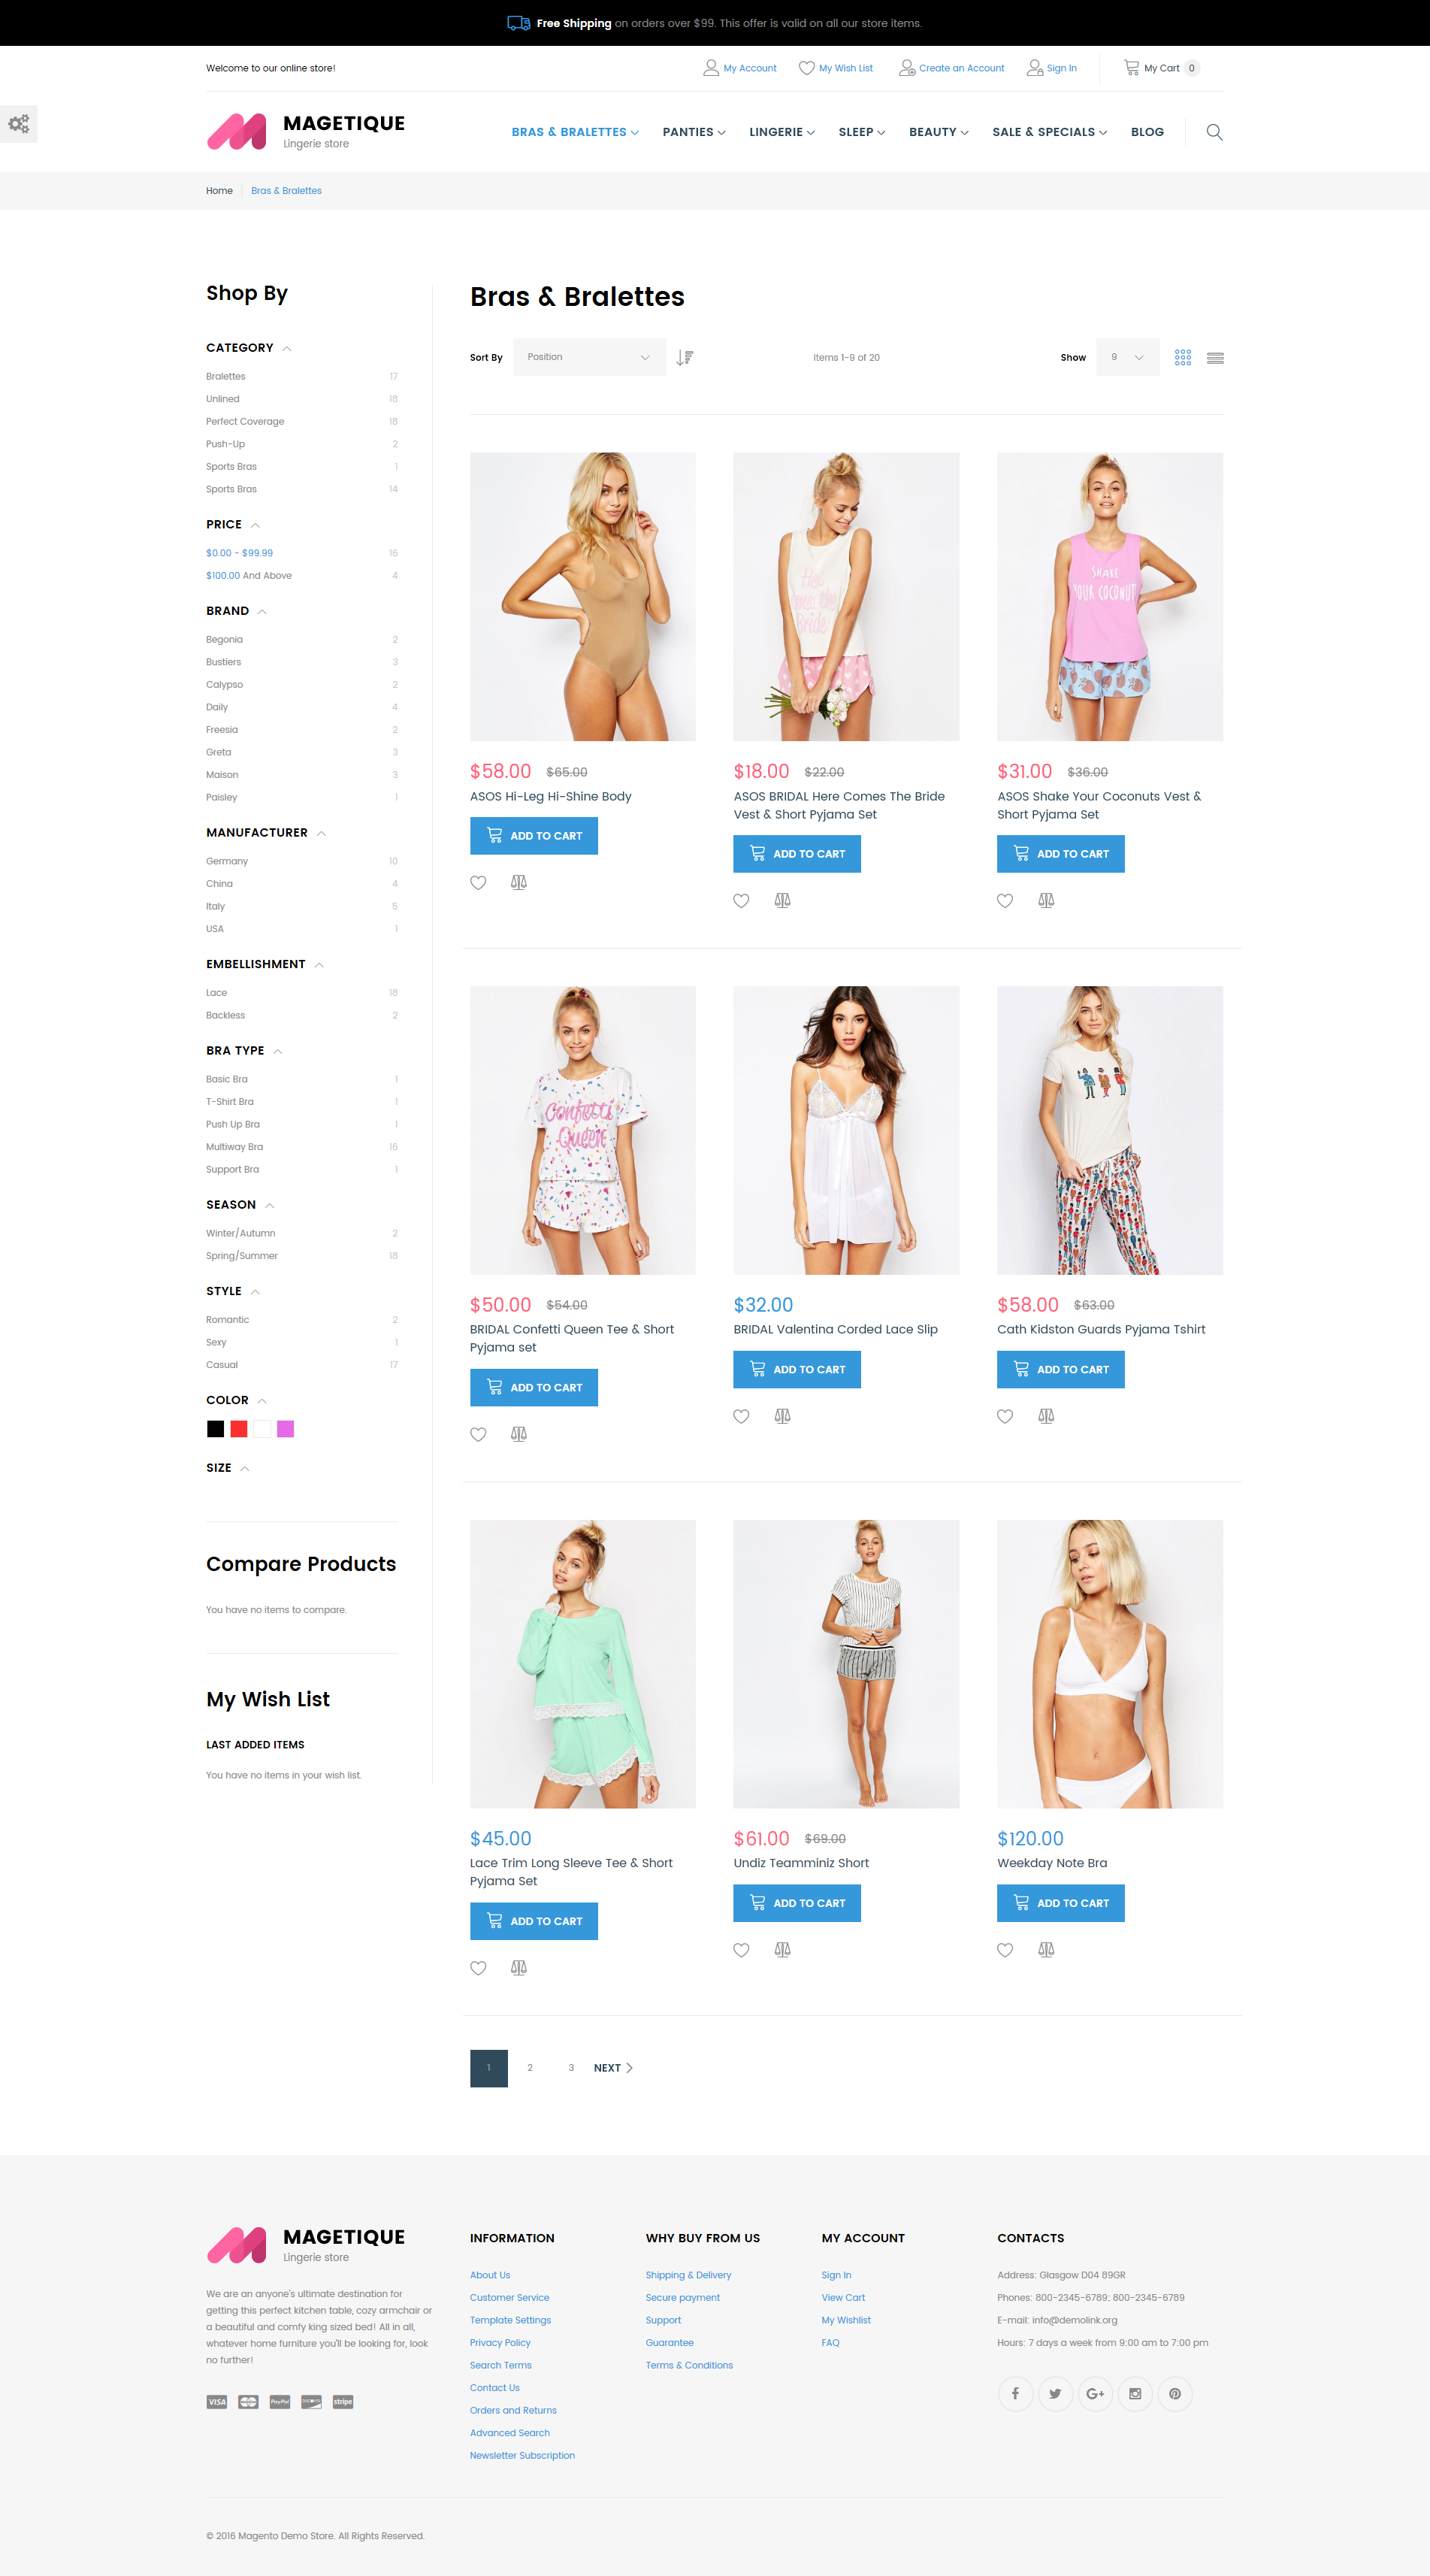 Free Shipping on orders over $99. This offer is valid on all our store items.
Welcome to our online store!
My Account
My Wish List
Create an Account
Sign In
My Cart 0
MAGETIQUE
Lingerie store
BRAS & BRALETTES
PANTIES
LINGERIE
SLEEP
BEAUTY
SALE & SPECIALS
BLOG
Home
Bras & Bralettes
Shop By
CATEGORY
Bralettes 17
Unlined 18
Perfect Coverage 18
Push-Up 2
Sports Bras 1
Sports Bras 14
PRICE
$0.00 - $99.99 16
$100.00 And Above 4
BRAND
Begonia 2
Bustiers 3
Calypso 2
Daily 4
Freesia 2
Greta 3
Maison 3
Paisley 1
MANUFACTURER
Germany 10
China 4
Italy 5
USA 1
EMBELLISHMENT
Lace 18
Backless 2
BRA TYPE
Basic Bra 1
T-Shirt Bra 1
Push Up Bra 1
Multiway Bra 16
Support Bra 1
SEASON
Winter/Autumn 2
Spring/Summer 18
STYLE
Romantic 2
Sexy 1
Casual 17
COLOR
SIZE
Compare Products
You have no items to compare.
My Wish List
LAST ADDED ITEMS
You have no items in your wish list.
Bras & Bralettes
Sort By Position
Items 1-9 of 20
Show 9
$58.00 $65.00
ASOS Hi-Leg Hi-Shine Body
ADD TO CART
Bride
$18.00 $22.00
ASOS BRIDAL Here Comes The Bride
Vest & Short Pyjama Set
ADD TO CART
SHAKE
YOUR COCONUT
$31.00 $36.00
ASOS Shake Your Coconuts Vest &
Short Pyjama Set
ADD TO CART
Confetti
Queen
$50.00 $54.00
BRIDAL Confetti Queen Tee & Short
Pyjama set
ADD TO CART
$32.00
BRIDAL Valentina Corded Lace Slip
ADD TO CART
$58.00 $63.00
Cath Kidston Guards Pyjama Tshirt
ADD TO CART
$45.00
Lace Trim Long Sleeve Tee & Short
Pyjama Set
ADD TO CART
$61.00 $69.00
Undiz Teamminiz Short
ADD TO CART
$120.00
Weekday Note Bra
ADD TO CART
1 2 3 NEXT
MAGETIQUE
Lingerie store
We are an anyone's ultimate destination for
getting this perfect kitchen table, cozy armchair or
a beautiful and comfy king sized bed! All in all,
whatever home furniture you'll be looking for, look
no further!
VISA
PayPal
stripe
INFORMATION
About Us
Customer Service
Template Settings
Privacy Policy
Search Terms
Contact Us
Orders and Returns
Advanced Search
Newsletter Subscription
WHY BUY FROM US
Shipping & Delivery
Secure payment
Support
Guarantee
Terms & Conditions
MY ACCOUNT
Sign In
View Cart
My Wishlist
FAQ
CONTACTS
Address: Glasgow D04 89GR
Phones: 800-2345-6789; 800-2345-6789
E-mail: info@demolink.org
Hours: 7 days a week from 9:00 am to 7:00 pm
© 2016 Magento Demo Store. All Rights Reserved.